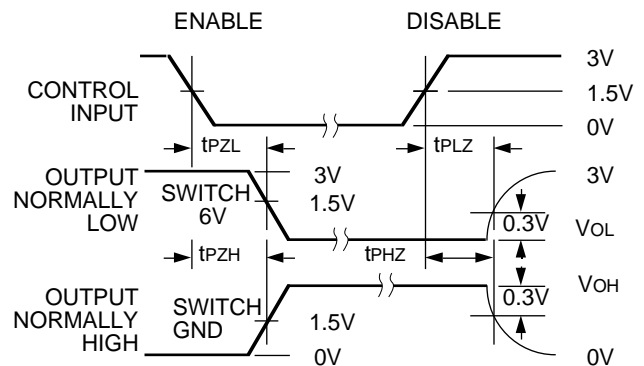 ENABLE DISABLE
3V
CONTROL
INPUT
1.5V
0V
tPZL tPLZ
OUTPUT
NORMALLY
LOW
SWITCH
6V
3V
1.5V
3V
0.3V
VOL
tPZH tPHZ
VOH
0.3V
OUTPUT
NORMALLY
HIGH
SWITCH
GND
1.5V
0V
0V